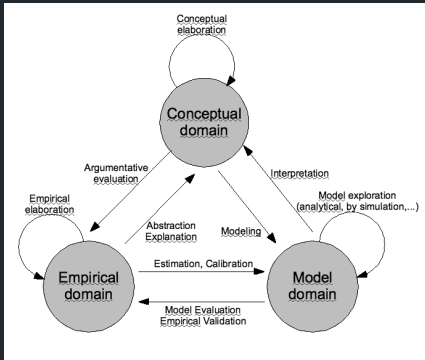 Conceptual
elaboration
Conceptual
domain
Argumentative
evaluation
Interpretation
Empirical
elaboration
Model exploration
(analytical, by simulation,...)
Abstraction
Explanation
Modeling
Estimation, Calibration
Empirical
domain
Model
domain
Model Evaluation
Empirical Validation